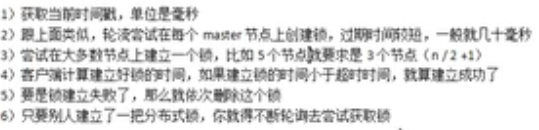 1）获取当前时间戳，单位是毫秒
2）跟上面类似，轮流尝试在每个 master 节点上创建锁，过期时间较短，一般就几十毫秒
3）尝试在大多数节点上建立一个锁，比如 5 个节点就要求是 3 个节点（n / 2 +1）
4）客户端计算建立好锁的时间，如果建立锁的时间小于超时时间，就算建立成功了
5）要是锁建立失败了，那么就依次删除这个锁
6）只要别人建立了一把分布式锁，你就得不断轮询去尝试获取锁